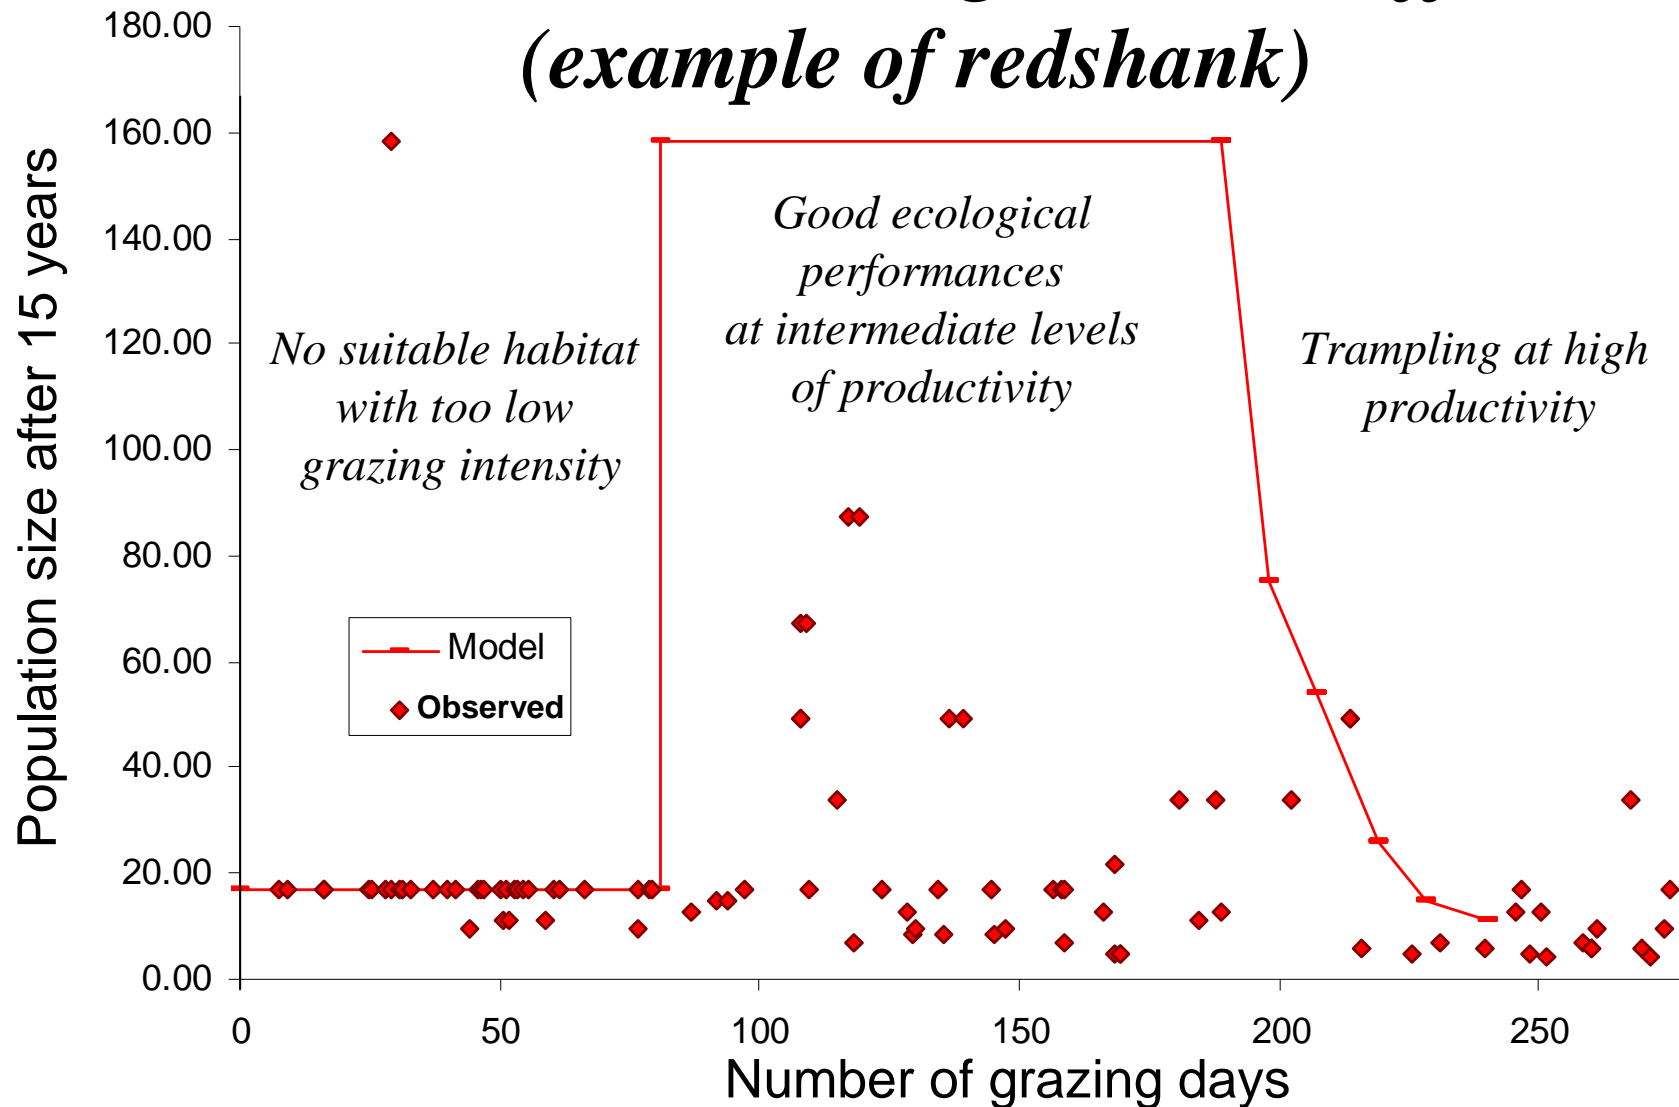 (example of redshank)
180.00
160.00
140.00
120.00
100.00
80.00
60.00
40.00
20.00
0.00
Population size after 15 years
No suitable habitat
with too low
grazing intensity
Good ecological
performances
at intermediate levels
of productivity
Trampling at high
productivity
Model
Observed
0
50
100
150
200
250
Number of grazing days